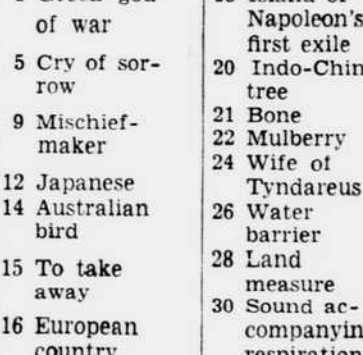 of war
5 Cry of sor-
row
9 Mischief-
maker
12 Japanese
14 Australian
bird
15 To take
away
16 European
country
Napoleon's
first exile
20 Indo-Chin
tree
21 Bone
22 Mulberry
24 Wife of
Tyndareus
26 Water
barrier
28 Land
measure
30 Sound ac-
companyin
respiration